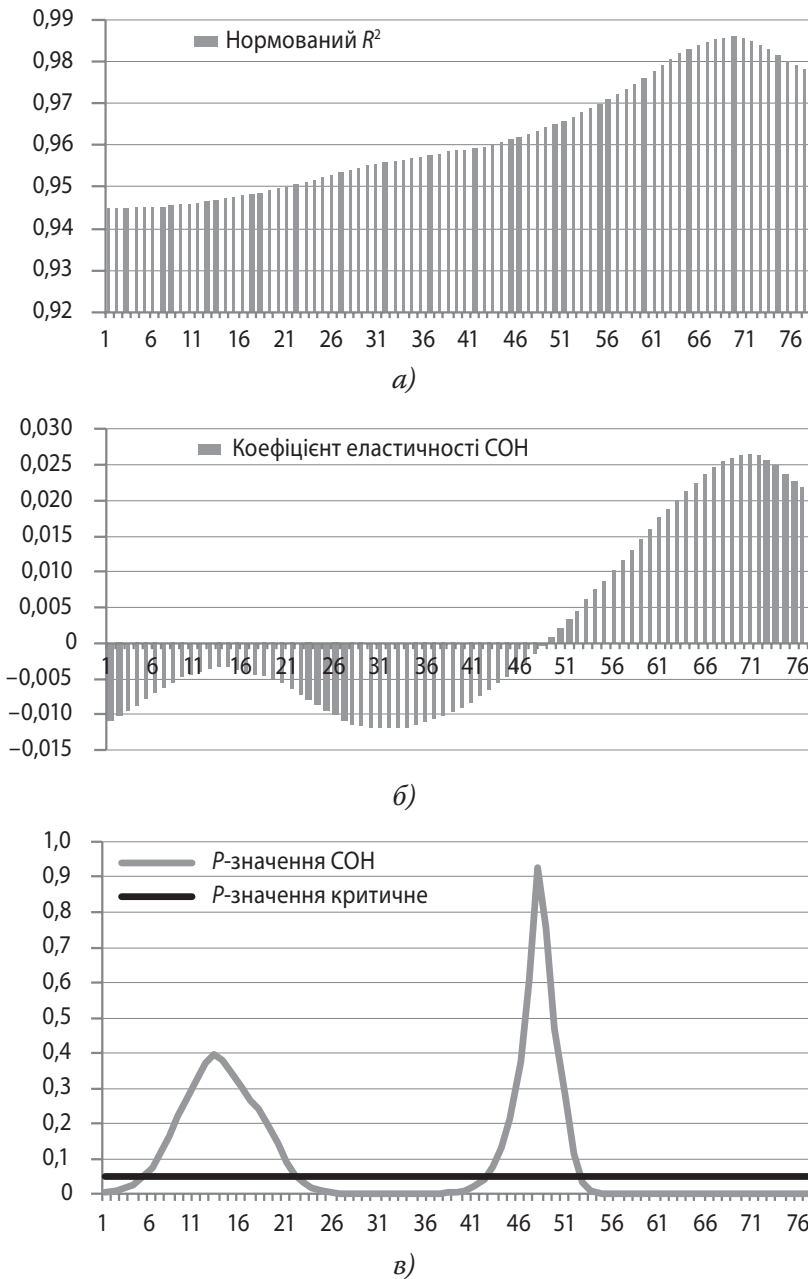 0,99
Нормований R²
0,98
0,97
0,96
0,95
0,94
0,93
0,92
1 6 11 16 21 26 31 36 41 46 51 56 61 66 71 76
а)
0,030
Коефіцієнт еластичності СОН
0,025
0,020
0,015
0,010
0,005
0
1 6 11 16 21 26 31 36 41 46 51 56 61 66 71 76
–0,005
–0,010
–0,015
б)
1,0
P-значення СОН
0,9
P-значення критичне
0,8
0,7
0,6
0,5
0,4
0,3
0,2
0,1
0
1 6 11 16 21 26 31 36 41 46 51 56 61 66 71 76
в)